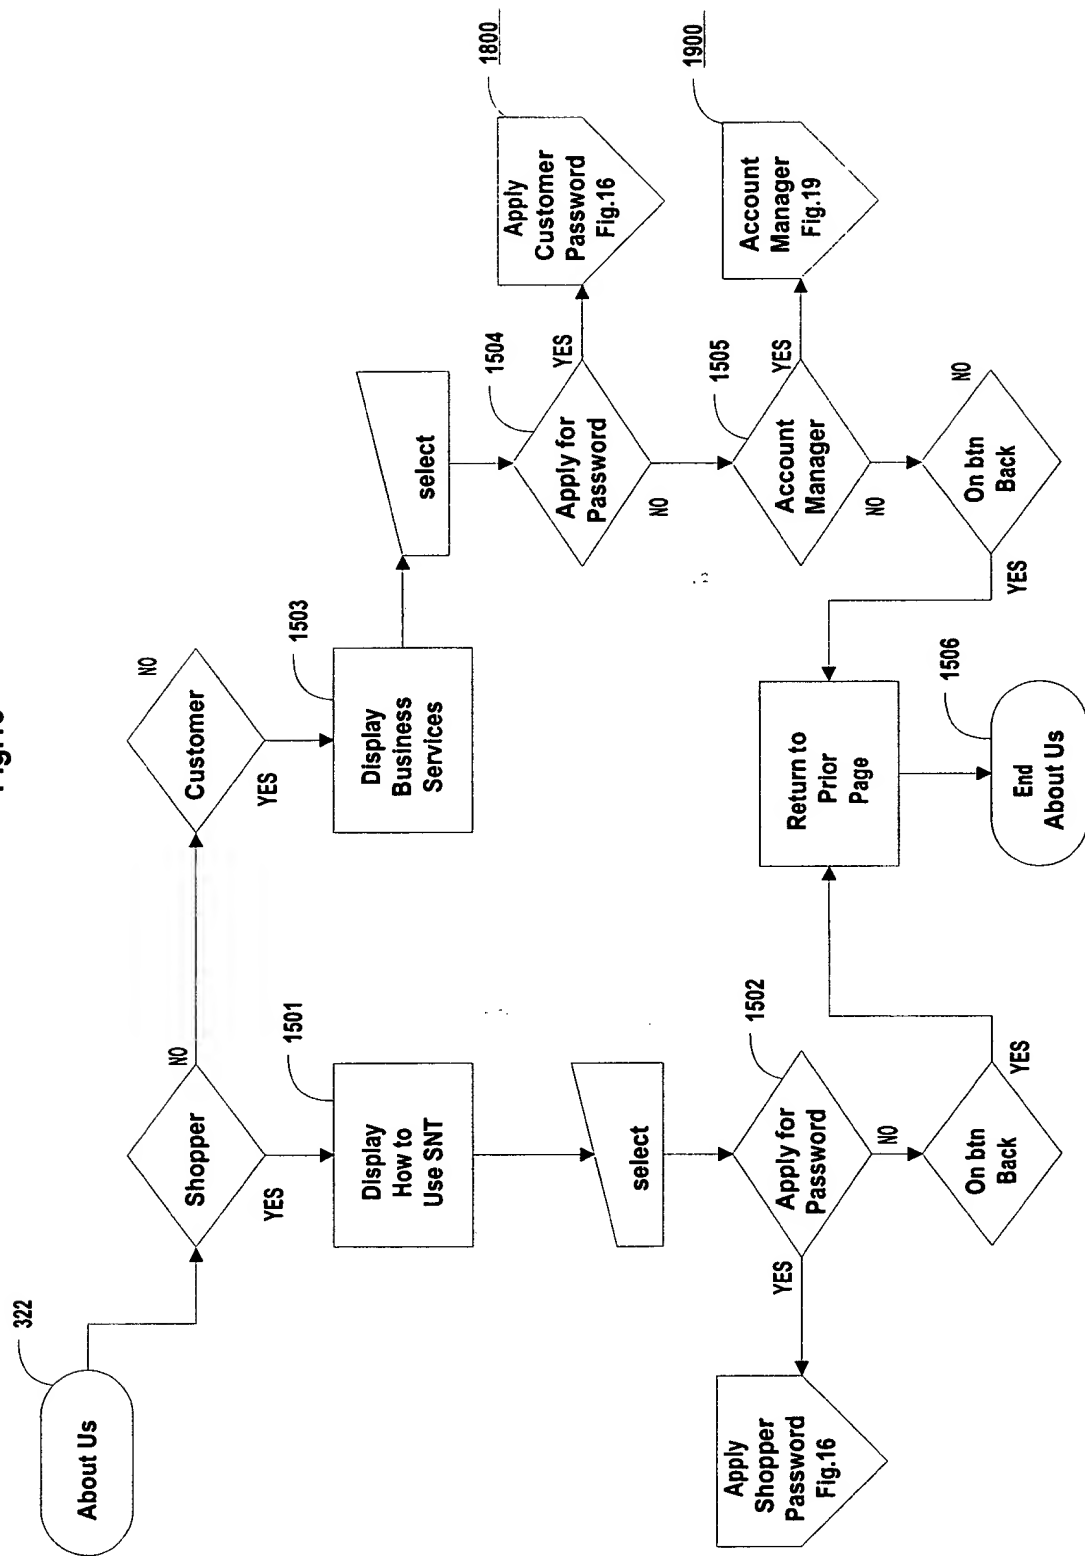 322
About Us
Shopper
NO
YES
Customer
NO
YES
1501
Display
How to
Use SNT
1503
Display
Business
Services
select
select
1502
Apply for
Password
YES
NO
Apply
Shopper
Password
Fig.16
1504
Apply for
Password
YES
NO
1800
Apply
Customer
Password
Fig.16
1505
Account
Manager
YES
NO
1900
Account
Manager
Fig.19
On btn
Back
YES
Return to
Prior
Page
On btn
Back
NO
YES
1506
End
About Us